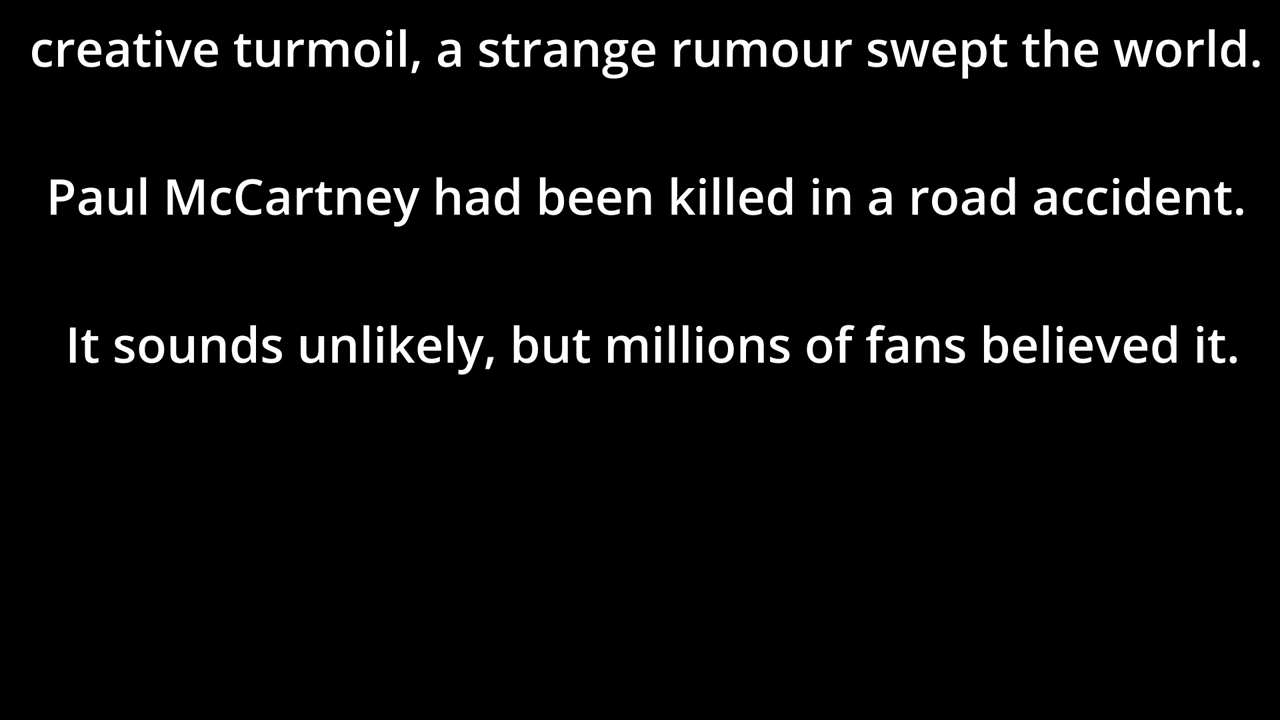 creative turmoil, a strange rumour swept the world.
Paul McCartney had been killed in a road accident.
It sounds unlikely, but millions of fans believed it.